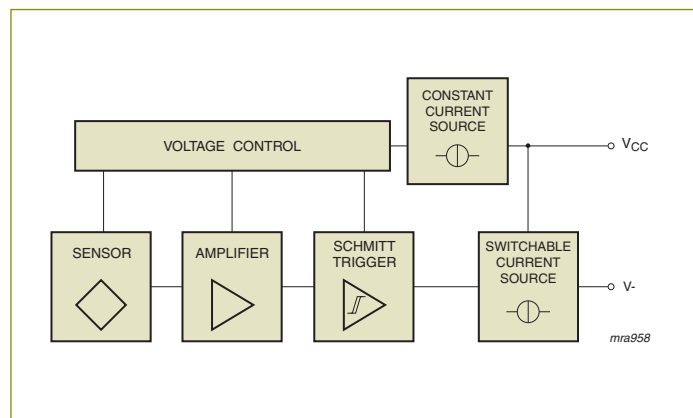 CONSTANT
CURRENT
SOURCE
VOLTAGE CONTROL
VCC
SENSOR
AMPLIFIER
SCHMITT
TRIGGER
SWITCHABLE
CURRENT
SOURCE
V-
mra958